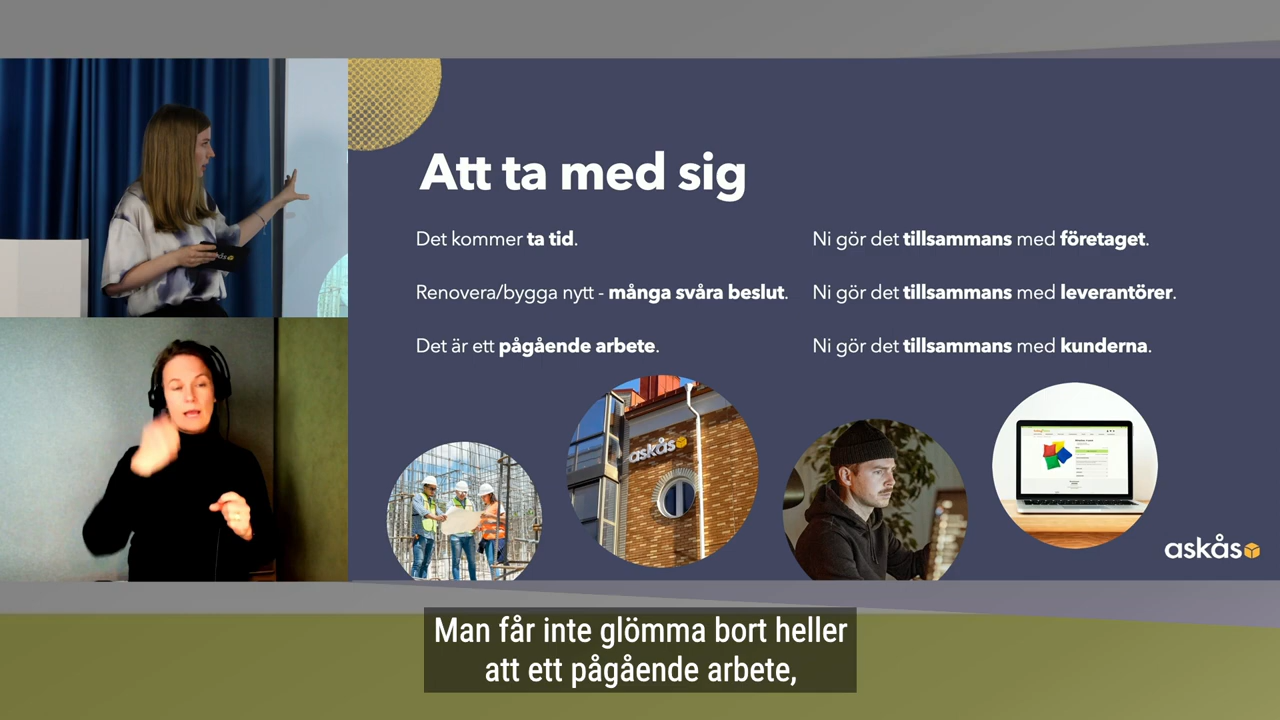 Att ta med sig
Det kommer ta tid.
Renovera/bygga nytt - många svåra beslut.
Det är ett pågående arbete.
Ni gör det tillsammans med företaget.
Ni gör det tillsammans med leverantörer.
Ni gör det tillsammans med kunderna.
askås
askås
Man får inte glömma bort heller
att ett pågående arbete,